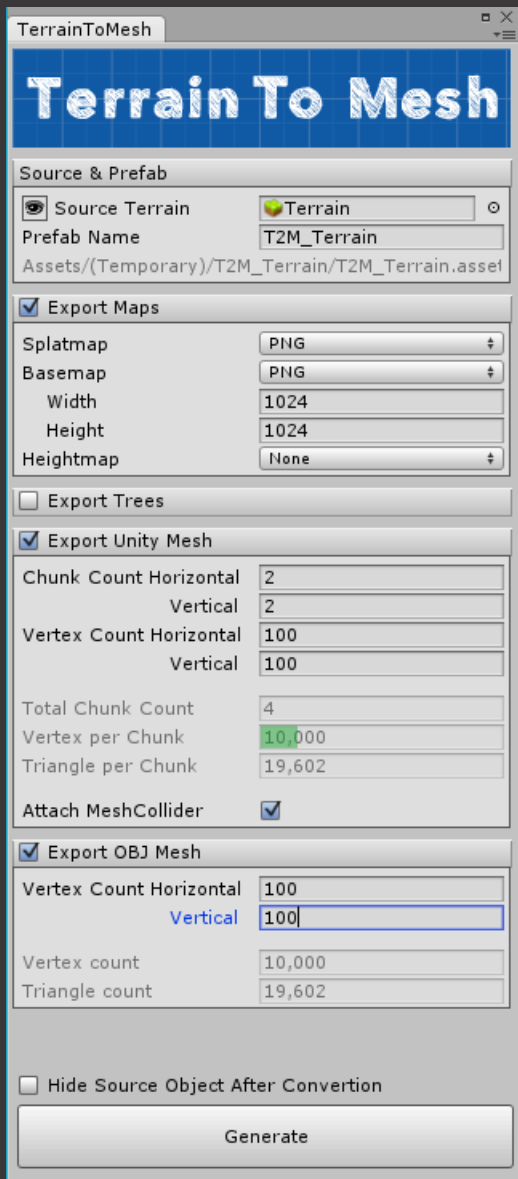 TerrainToMesh
Terrain To Mesh
Source & Prefab
Source Terrain Terrain
Prefab Name T2M_Terrain
Assets/(Temporary)/T2M_Terrain/T2M_Terrain.asset
Export Maps
Splatmap PNG
Basemap PNG
Width 1024
Height 1024
Heightmap None
Export Trees
Export Unity Mesh
Chunk Count Horizontal 2
Vertical 2
Vertex Count Horizontal 100
Vertical 100
Total Chunk Count 4
Vertex per Chunk 10,000
Triangle per Chunk 19,602
Attach MeshCollider
Export OBJ Mesh
Vertex Count Horizontal 100
Vertical 100
Vertex count 10,000
Triangle count 19,602
Hide Source Object After Convertion
Generate